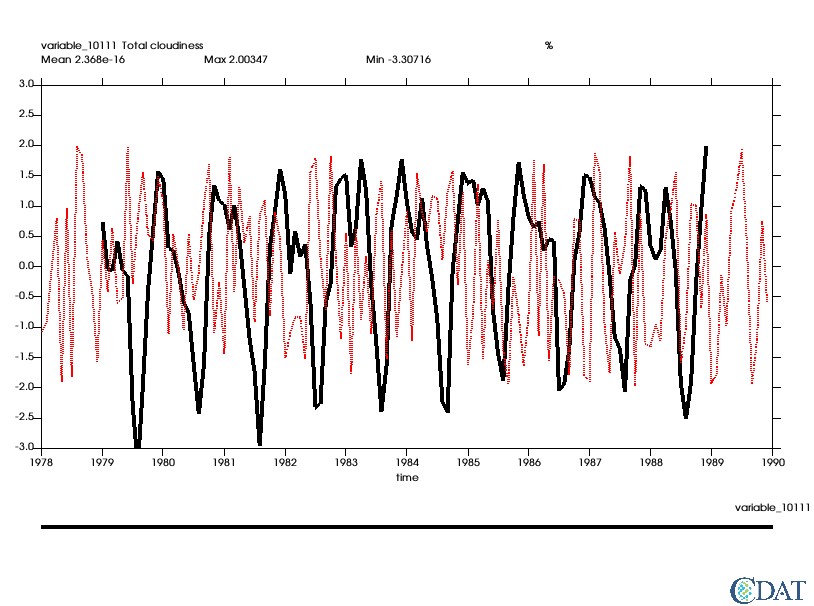 variable_10111 Total cloudiness %
Mean 2.368e-16 Max 2.00347 Min -3.30716
3.0
2.5
2.0
1.5
1.0
0.5
0.0
-0.5
-1.0
-1.5
-2.0
-2.5
-3.0
1978 1979 1980 1981 1982 1983 1984 1985 1986 1987 1988 1989 1990
time
variable_10111
CDAT